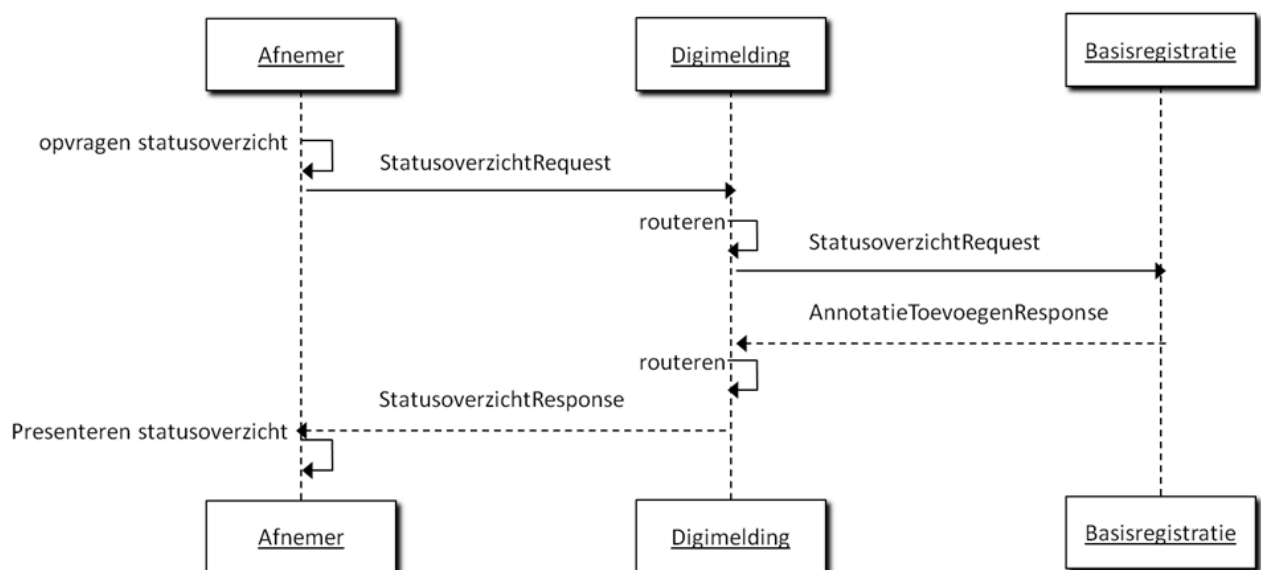 Afnemer
Digimelding
Basisregistratie
opvragen statusoverzicht
StatusoverzichtRequest
routeren
StatusoverzichtRequest
AnnotatieToevoegenResponse
routeren
StatusoverzichtResponse
Presenteren statusoverzicht
Afnemer
Digimelding
Basisregistratie